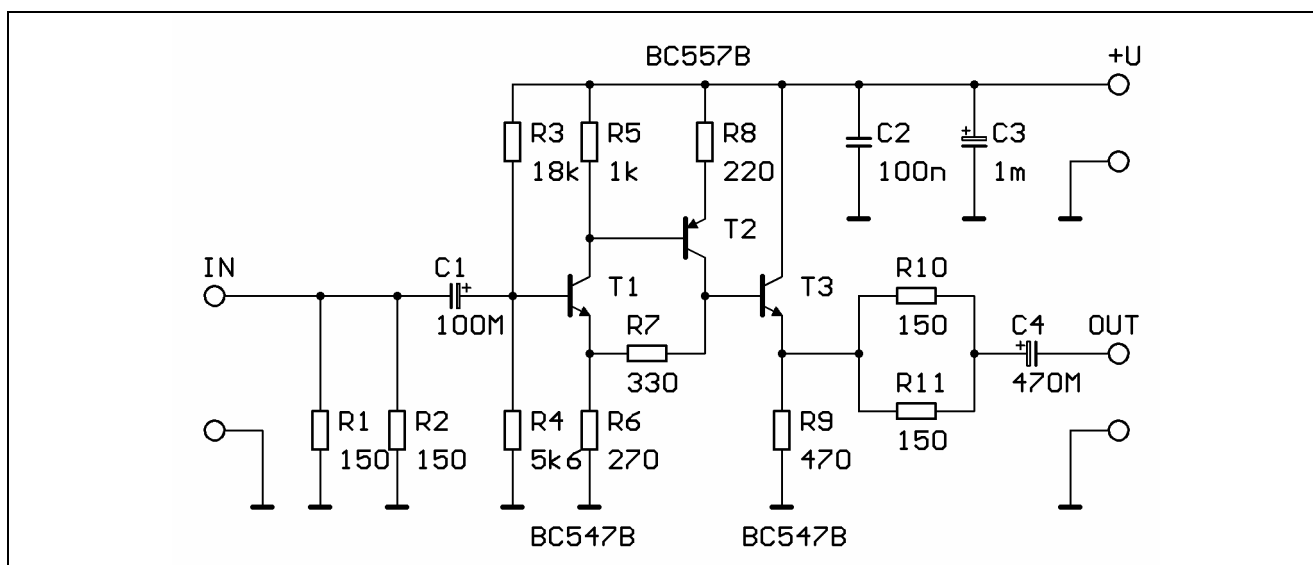 BC557B
+U
R3
18k
R5
1k
R8
220
C2
100n
+
C3
1m
T2
IN
C1
+
100M
T1
T3
R10
150
R7
330
C4
+
470M
OUT
R11
150
R1
150
R2
150
R4
5k6
R6
270
R9
470
BC547B
BC547B